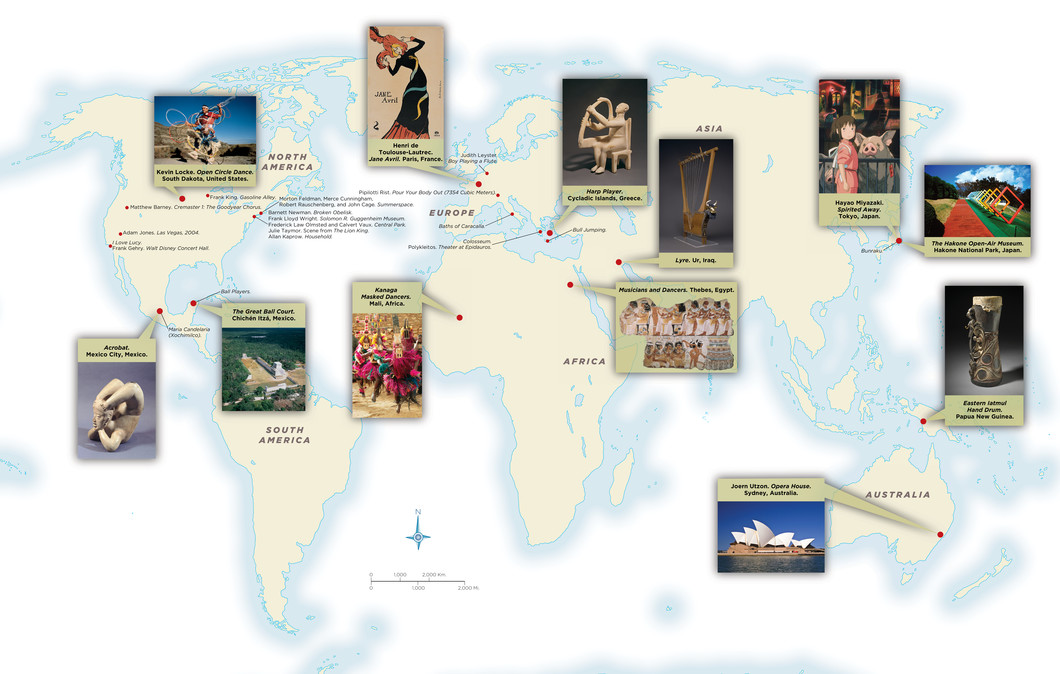 JANE
Avril
Henri de
Toulouse-Lautrec.
Jane Avril. Paris, France.
Kevin Locke. Open Circle Dance.
South Dakota, United States.
NORTH
AMERICA
Frank King. Gasoline Alley.
Matthew Barney. Cremaster 1: The Goodyear Chorus.
Morton Feldman, Merce Cunningham,
Robert Rauschenberg, and John Cage. Summerspace.
Barnett Newman. Broken Obelisk.
Frank Lloyd Wright. Solomon R. Guggenheim Museum.
Frederick Law Olmsted and Calvert Vaux. Central Park.
Julie Taymor. Scene from The Lion King.
Allan Kaprow. Household.
Adam Jones. Las Vegas, 2004.
I Love Lucy.
Frank Gehry. Walt Disney Concert Hall.
Ball Players.
The Great Ball Court.
Chichén Itzá, Mexico.
Maria Candelaria
(Xochimilco).
Acrobat.
Mexico City, Mexico.
SOUTH
AMERICA
Judith Leyster.
Boy Playing a Flute.
Pipilotti Rist. Pour Your Body Out (7354 Cubic Meters).
EUROPE
Baths of Caracalla.
Colosseum.
Polykleitos. Theater at Epidaurus.
Bull Jumping.
Harp Player.
Cycladic Islands, Greece.
ASIA
Lyre. Ur, Iraq.
Musicians and Dancers. Thebes, Egypt.
Kanaga
Masked Dancers.
Mali, Africa.
AFRICA
Hayao Miyazaki.
Spirited Away.
Tokyo, Japan.
Bunraku.
The Hakone Open-Air Museum.
Hakone National Park, Japan.
Eastern Iatmul
Hand Drum.
Papua New Guinea.
Joern Utzon. Opera House.
Sydney, Australia.
AUSTRALIA
N
0 1,000 2,000 Km.
0 1,000 2,000 Mi.